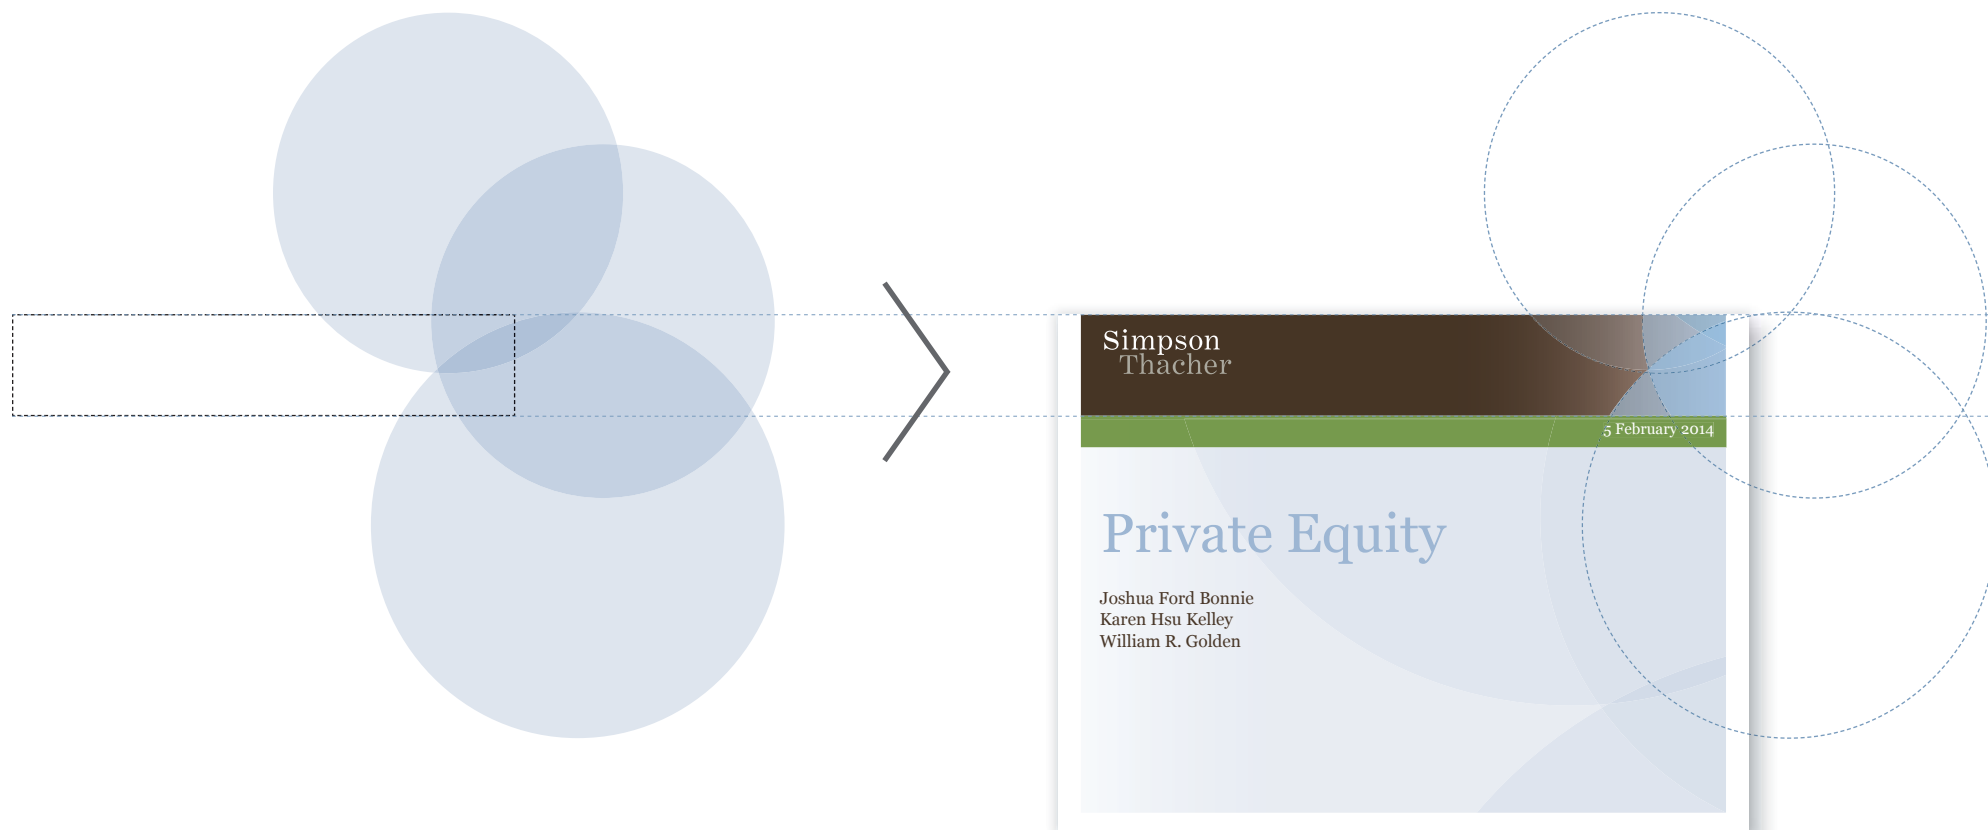 Simpson
Thacher
5 February 2014
Private Equity
Joshua Ford Bonnie
Karen Hsu Kelley
William R. Golden